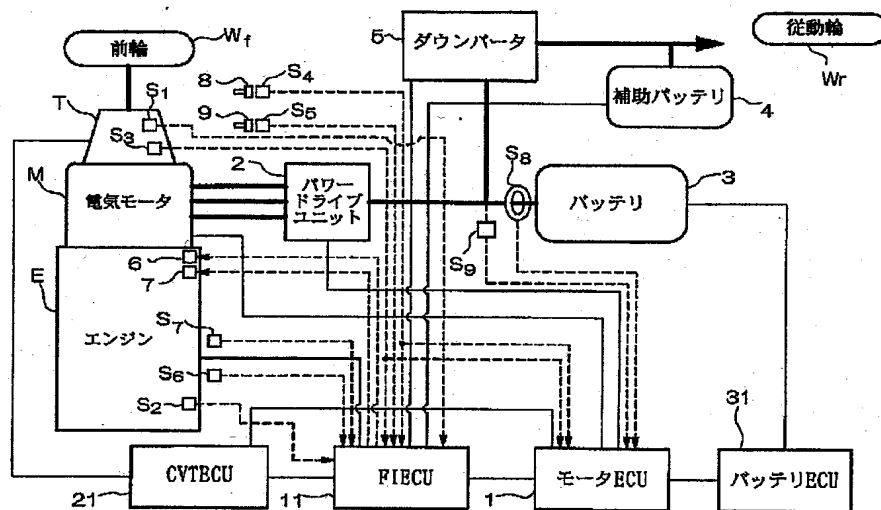 前輪
Wf
5
ダウンバータ
従動輪
Wr
8
S4
T
S1
9
S5
補助バッテリ
4
S3
2
S8
3
M
電気モータ
パワー
ドライブ
ユニット
バッテリ
6
S9
E
7
エンジン
S7
S6
31
S2
CVTECU
FIECU
モータECU
バッテリECU
21
11
1